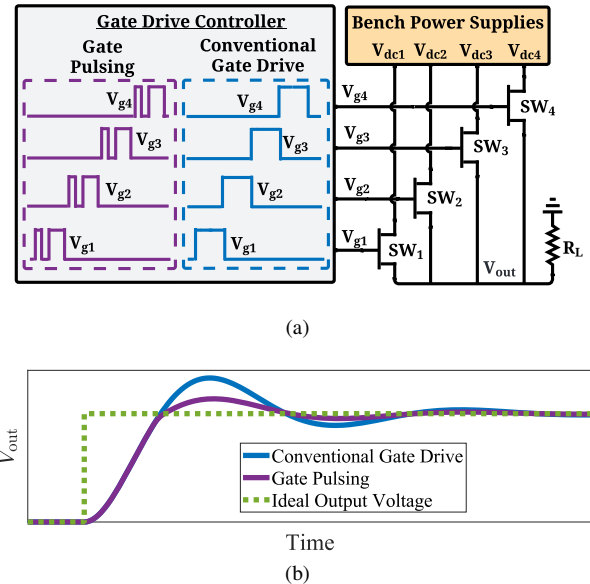 Gate Drive Controller
Gate
Pulsing
Conventional
Gate Drive
Vg4
Vg3
Vg2
Vg1
Vg4
Vg3
Vg2
Vg1
Bench Power Supplies
Vdc1 Vdc2 Vdc3 Vdc4
Vg4
SW4
Vg3
SW3
Vg2
SW2
Vg1
SW1
Vout
RL
(a)
Vout
Conventional Gate Drive
Gate Pulsing
Ideal Output Voltage
Time
(b)